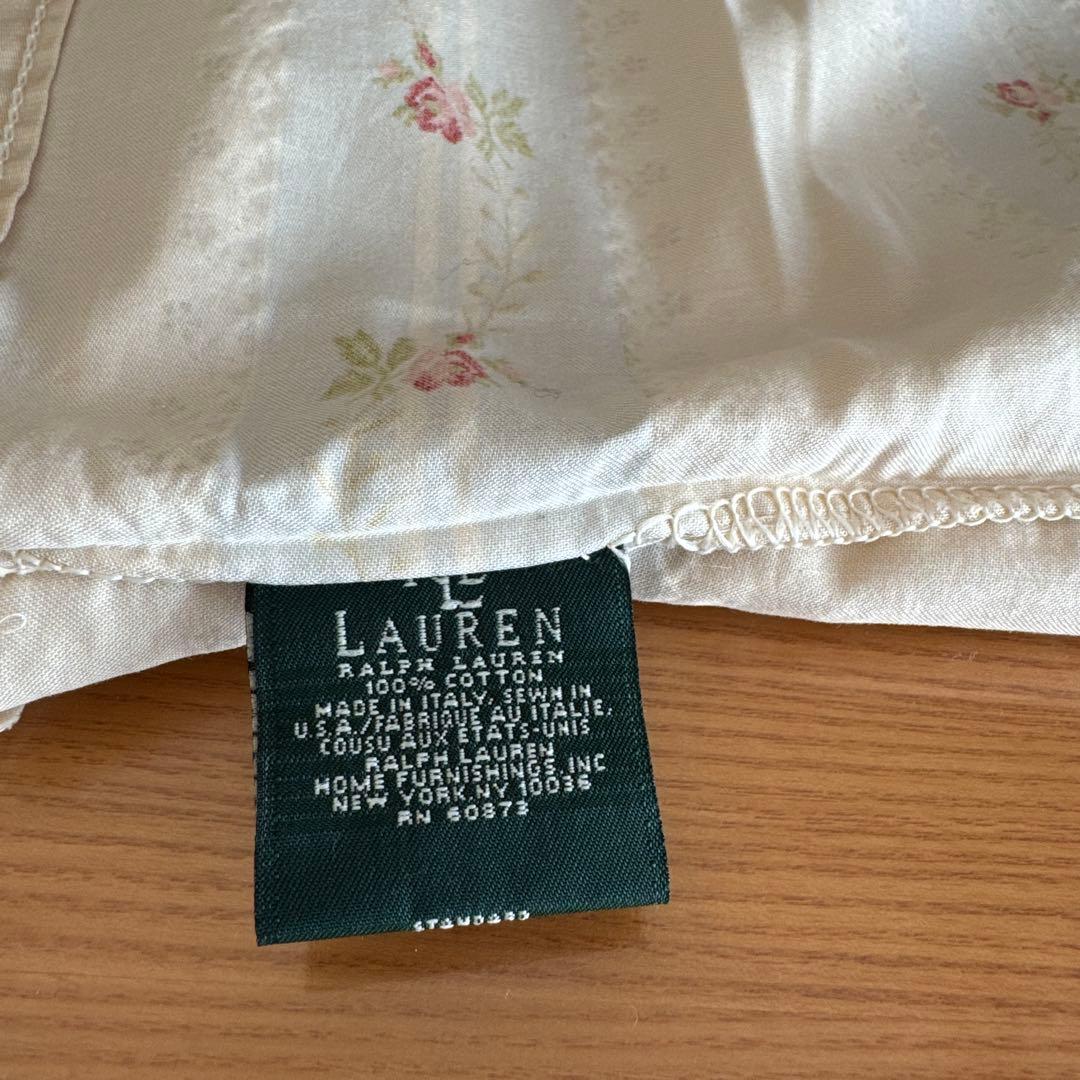 LAUREN
RALPH LAUREN
100% COTTON
MADE IN ITALY, SEWN IN
U.S.A./FABRIQUE AU ITALIE,
COUSU AUX ETATS-UNIS
RALPH LAUREN
HOME FURNISHINGS, INC
NEW YORK, NY 10036
RN 60873
STANDARD